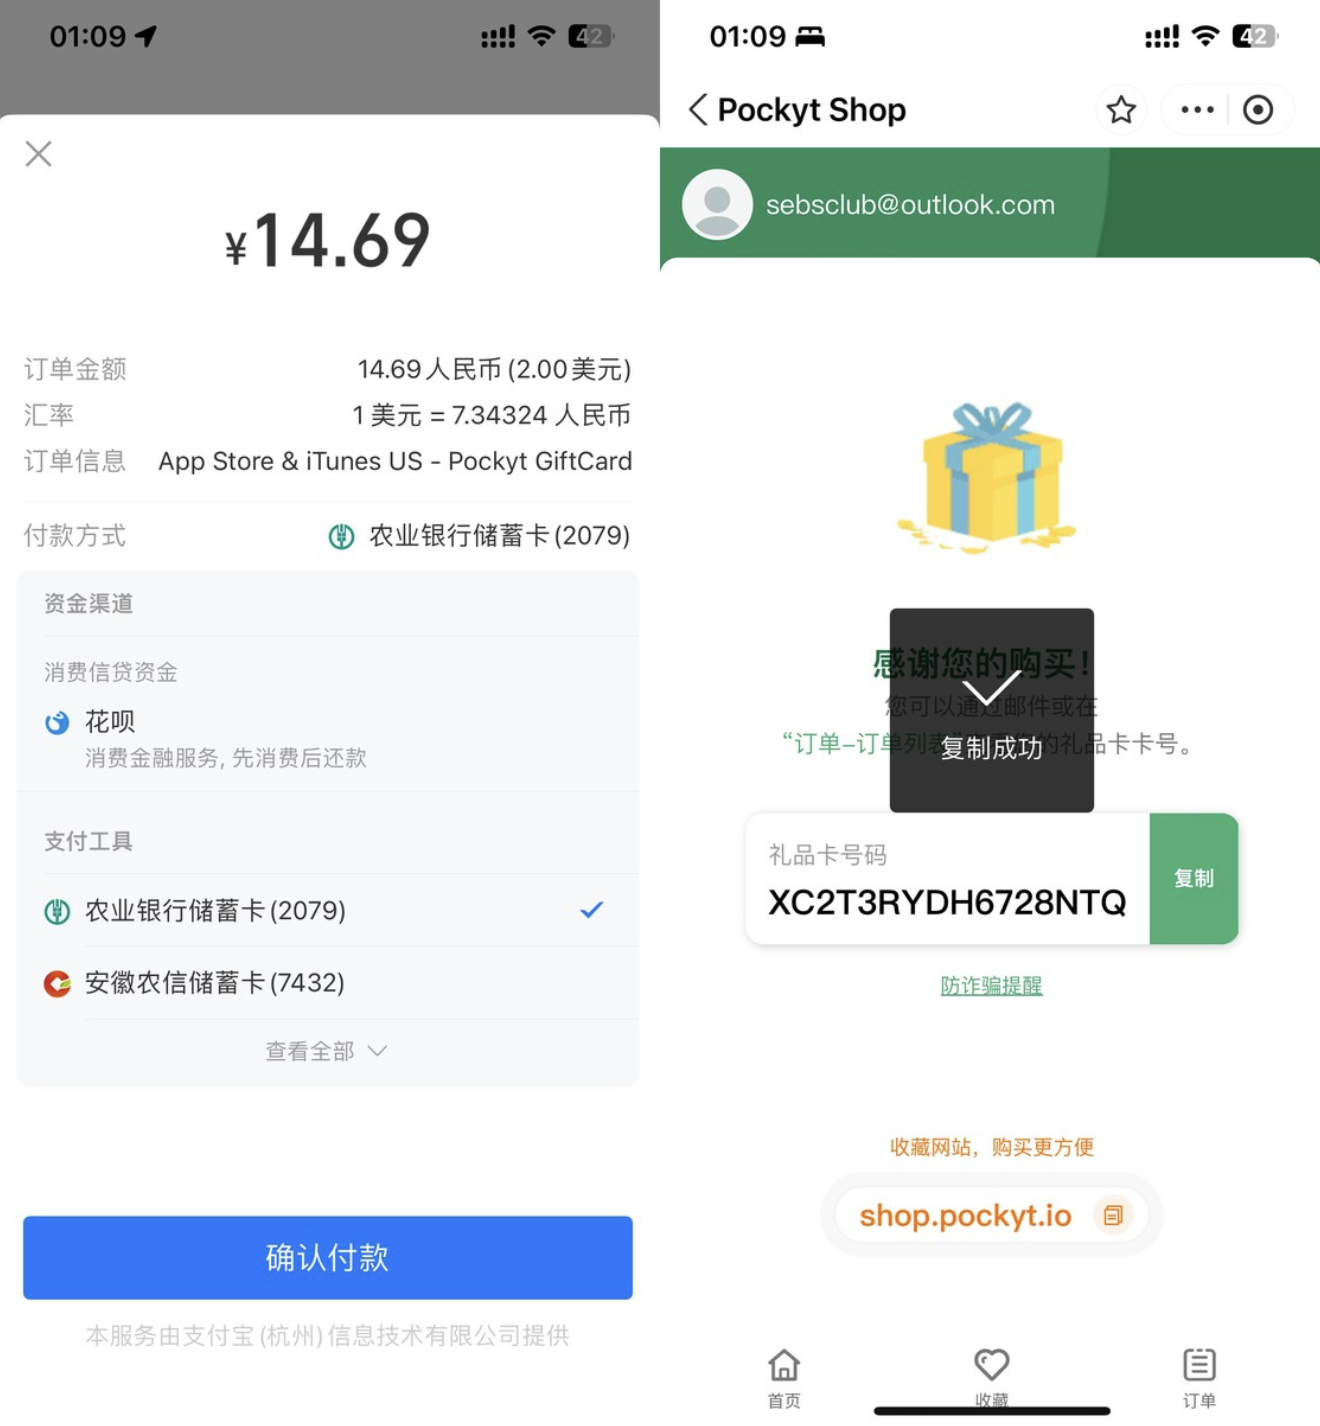 01:09
42
¥14.69
订单金额 14.69人民币(2.00美元)
汇率 1 美元 = 7.34324 人民币
订单信息 App Store & iTunes US - Pockyt GiftCard
付款方式 农业银行储蓄卡(2079)
资金渠道
消费信贷资金
花呗
消费金融服务, 先消费后还款
支付工具
农业银行储蓄卡(2079)
安徽农信储蓄卡(7432)
查看全部
确认付款
本服务由支付宝(杭州)信息技术有限公司提供
01:09
42
Pockyt Shop
sebsclub@outlook.com
感谢您的购买!
您可以通过邮件或在
“订单-订单列表”的礼品卡卡号。
复制成功
礼品卡号码
XC2T3RYDH6728NTQ
复制
防诈骗提醒
收藏网站，购买更方便
shop.pockyt.io
首页
收藏
订单